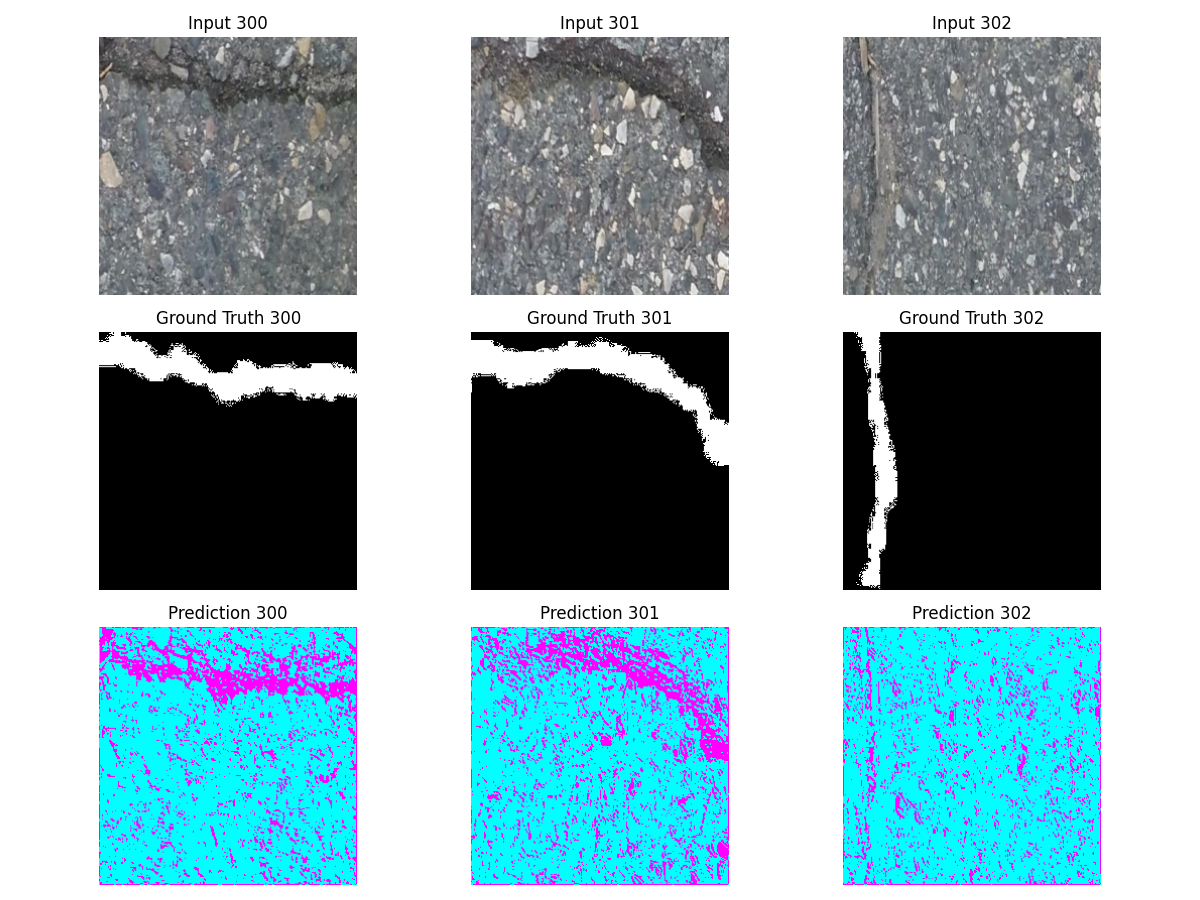 Input 300
Input 301
Input 302
Ground Truth 300
Ground Truth 301
Ground Truth 302
Prediction 300
Prediction 301
Prediction 302